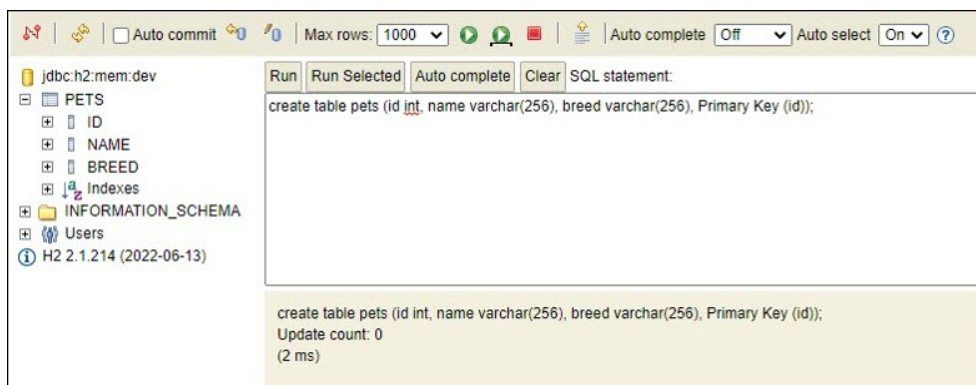 Auto commit Max rows: 1000 Auto complete Off Auto select On
jdbc:h2:mem:dev
PETS
ID
NAME
BREED
Indexes
INFORMATION_SCHEMA
Users
H2 2.1.214 (2022-06-13)
Run Run Selected Auto complete Clear SQL statement:
create table pets (id int, name varchar(256), breed varchar(256), Primary Key (id));
create table pets (id int, name varchar(256), breed varchar(256), Primary Key (id));
Update count: 0
(2 ms)